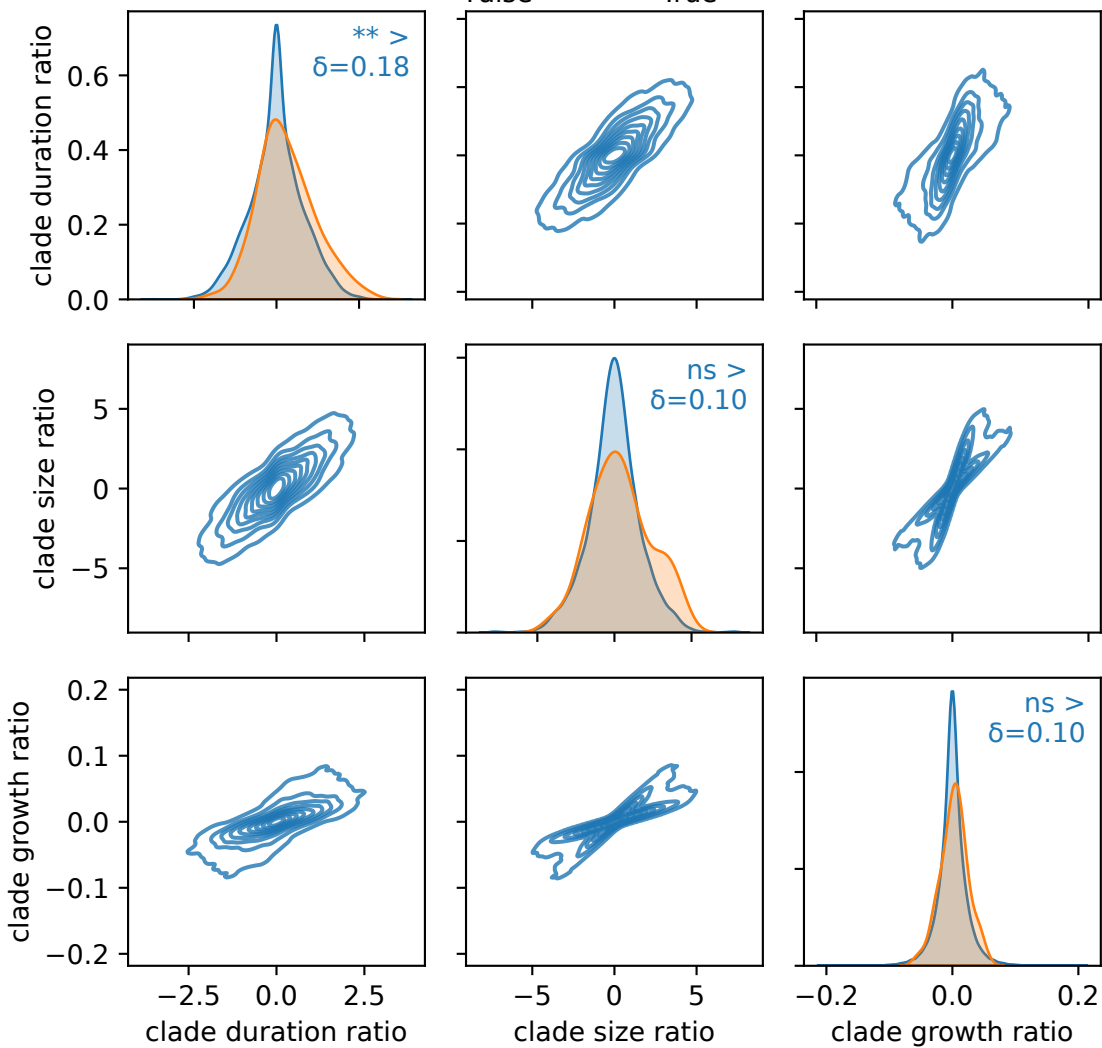 False True
clade duration ratio
0.6
0.4
0.2
0.0
** >
δ=0.18
clade size ratio
5
0
−5
ns >
δ=0.10
clade growth ratio
0.2
0.1
0.0
−0.1
−0.2
ns >
δ=0.10
−2.5 0.0 2.5
−5 0 5
−0.2 0.0 0.2
clade duration ratio
clade size ratio
clade growth ratio